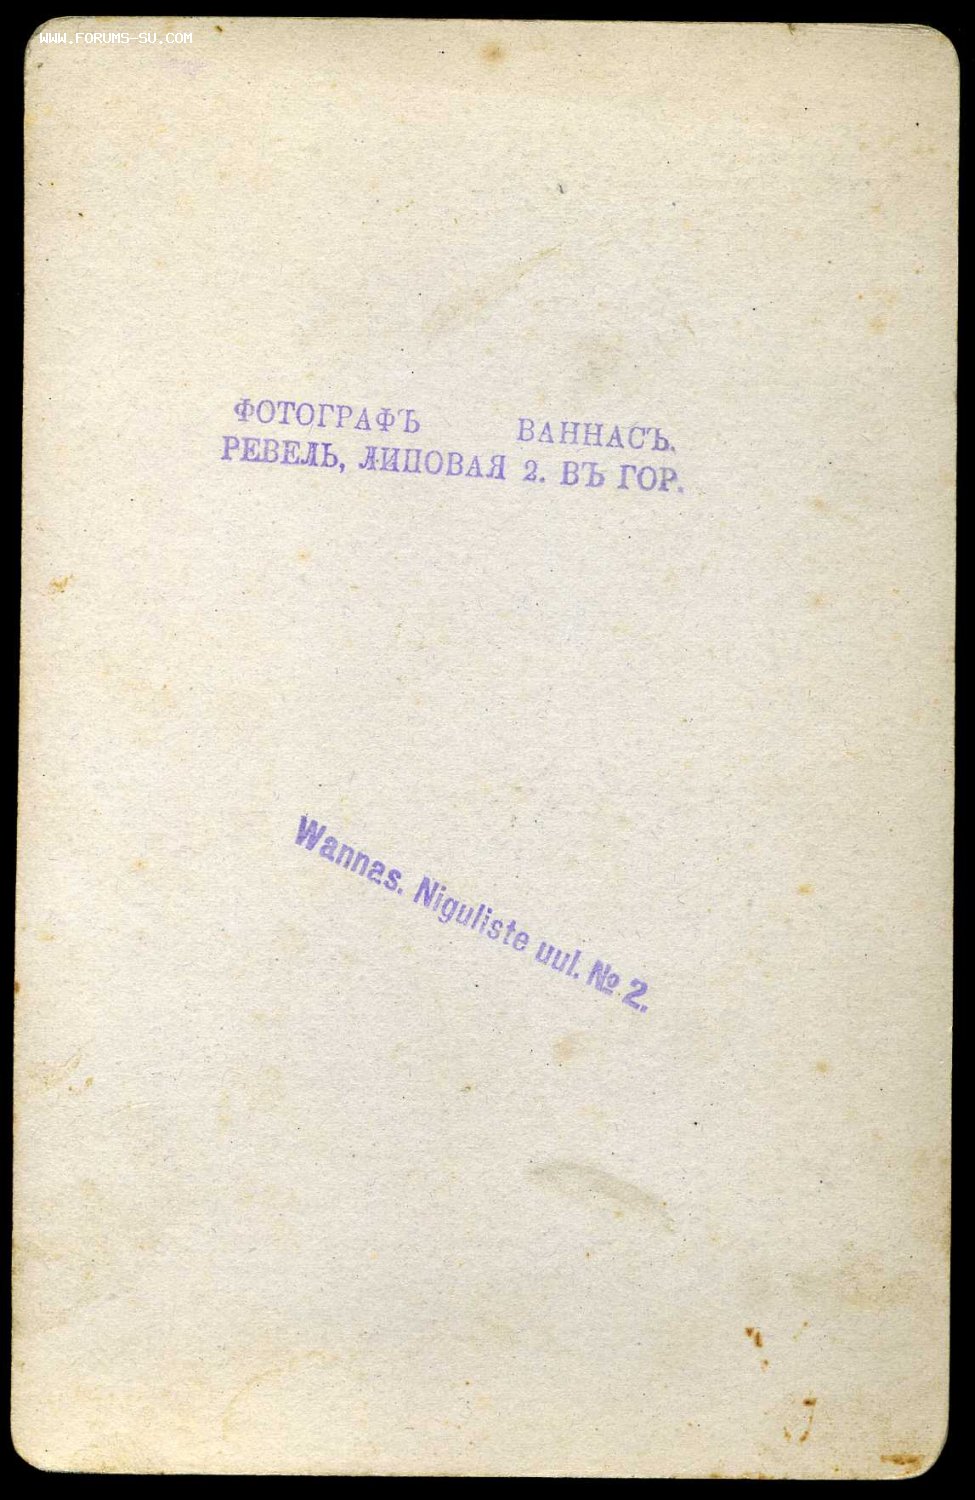 WWW.FORUMS-SU.COM
ФОТОГРАФЪ ВАННАСЪ.
РЕВЕЛЬ, ЛИПОВАЯ 2. ВЪ ГОР.
Wannas. Niguliste uul. № 2.